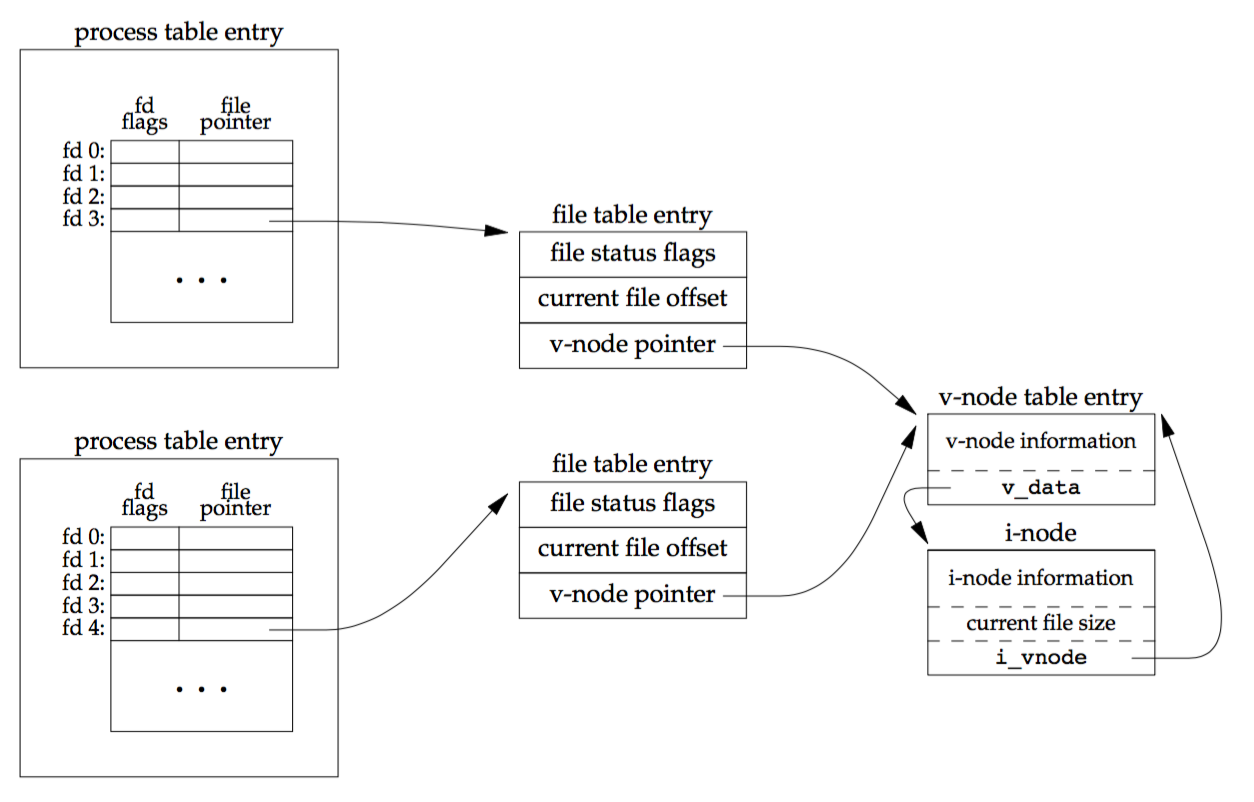 process table entry
fd file
flags pointer
fd 0:
fd 1:
fd 2:
fd 3:
. . .
file table entry
file status flags
current file offset
v-node pointer
v-node table entry
v-node information
v_data
i-node
i-node information
current file size
i_vnode
process table entry
fd file
flags pointer
fd 0:
fd 1:
fd 2:
fd 3:
fd 4:
. . .
file table entry
file status flags
current file offset
v-node pointer